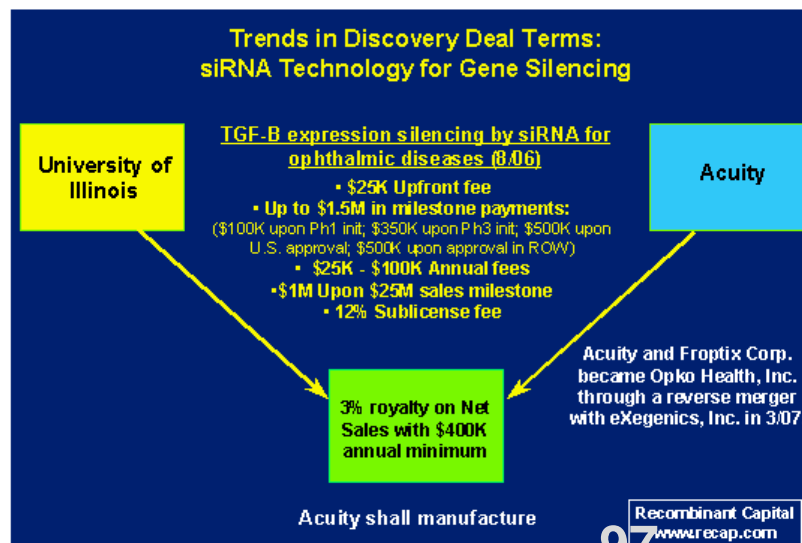 Trends in Discovery Deal Terms:
siRNA Technology for Gene Silencing
University of
Illinois
TGF-B expression silencing by siRNA for
ophthalmic diseases (8/06)
▪ $25K Upfront fee
▪ Up to $1.5M in milestone payments:
($100K upon Ph1 init; $350K upon Ph3 init; $500K upon
U.S. approval; $500K upon approval in ROW)
▪ $25K - $100K Annual fees
▪$1M Upon $25M sales milestone
▪ 12% Sublicense fee
Acuity
3% royalty on Net
Sales with $400K
annual minimum
Acuity and Froptix Corp.
became Opko Health, Inc.
through a reverse merger
with eXegenics, Inc. in 3/07
Acuity shall manufacture
Recombinant Capital
www.recap.com
97